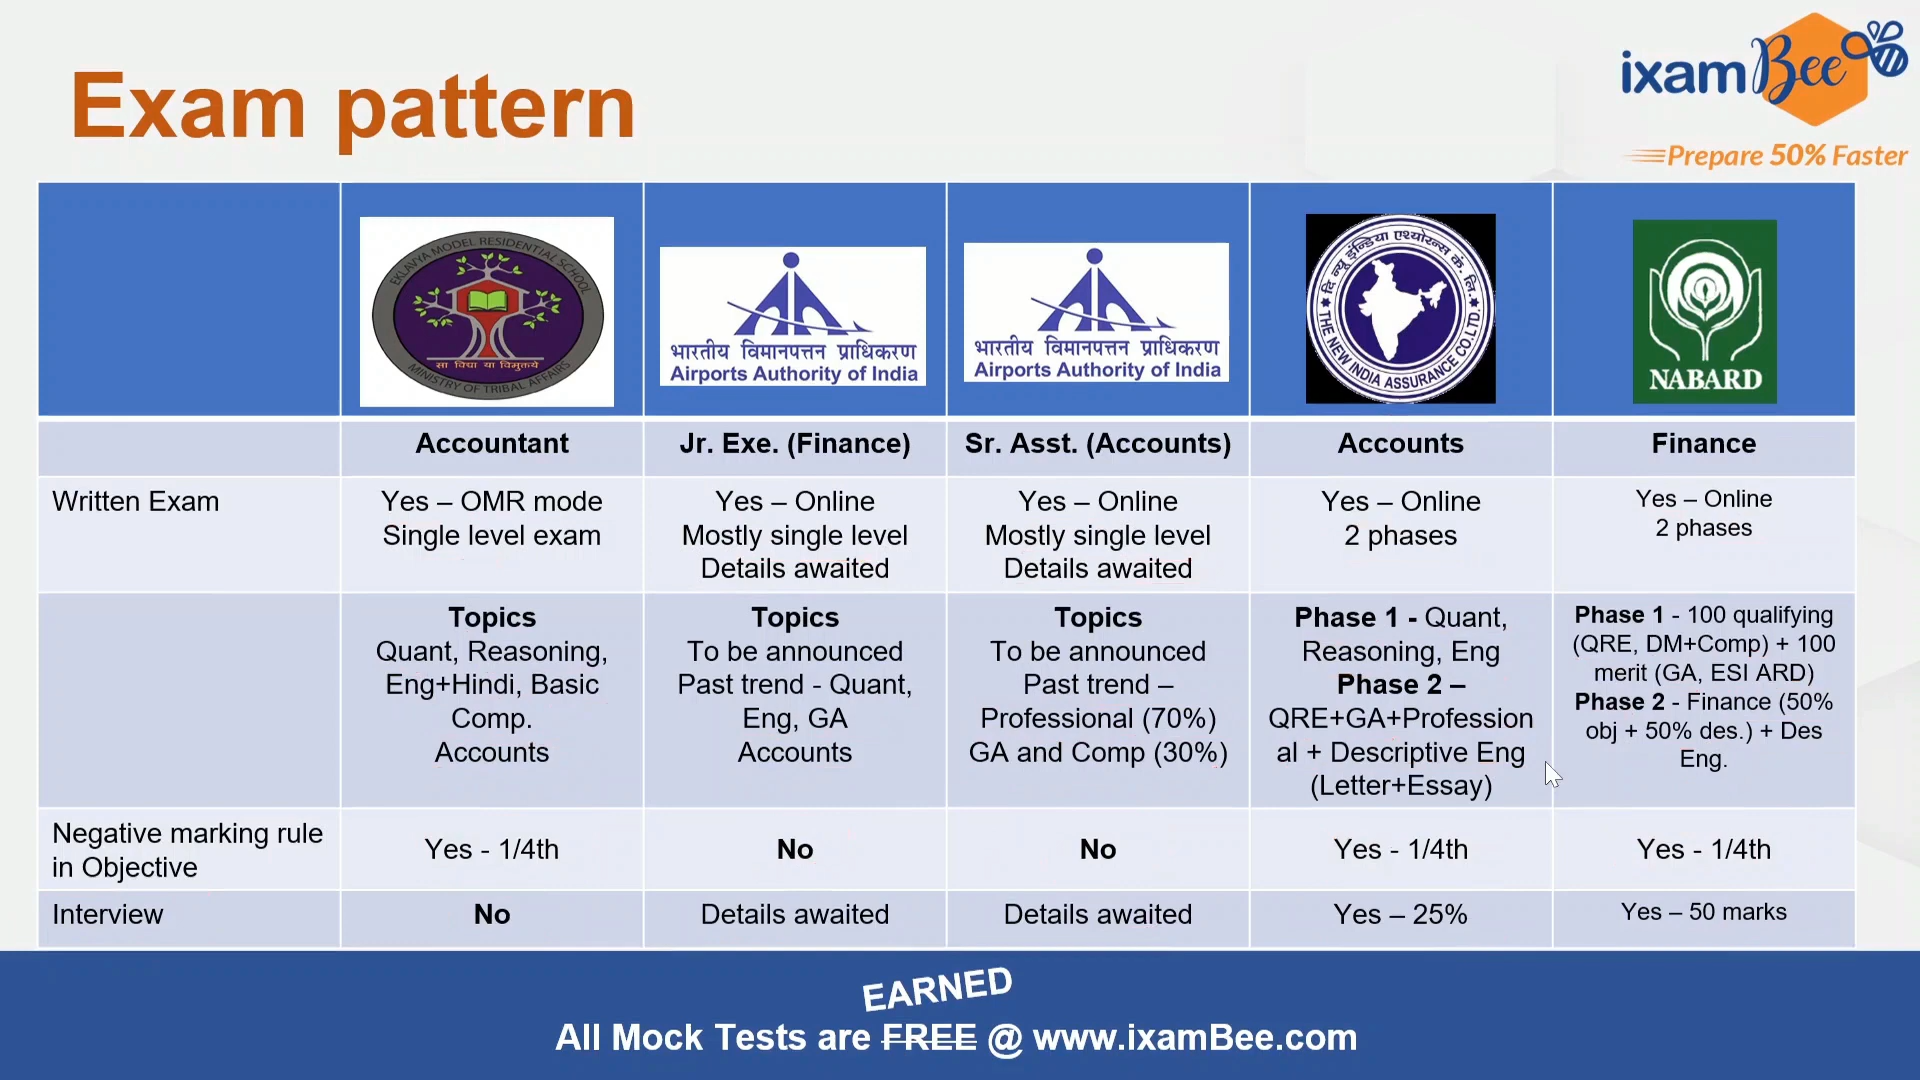 Exam pattern
ixamBee
Prepare 50% Faster
EKLAVYA MODEL RESIDENTIAL SCHOOL
सा विद्या या विमुक्तये
MINISTRY OF TRIBAL AFFAIRS
भारतीय विमानपत्तन प्राधिकरण
Airports Authority of India
भारतीय विमानपत्तन प्राधिकरण
Airports Authority of India
दि न्यू इन्डिया एश्योरन्स कं. लि.
THE NEW INDIA ASSURANCE CO.LTD.
NABARD
Accountant
Jr. Exe. (Finance)
Sr. Asst. (Accounts)
Accounts
Finance
Written Exam
Yes – OMR mode
Single level exam
Yes – Online
Mostly single level
Details awaited
Yes – Online
Mostly single level
Details awaited
Yes – Online
2 phases
Yes – Online
2 phases
Topics
Quant, Reasoning,
Eng+Hindi, Basic
Comp.
Accounts
Topics
To be announced
Past trend - Quant,
Eng, GA
Accounts
Topics
To be announced
Past trend –
Professional (70%)
GA and Comp (30%)
Phase 1 - Quant,
Reasoning, Eng
Phase 2 –
QRE+GA+Profession
al + Descriptive Eng
(Letter+Essay)
Phase 1 - 100 qualifying
(QRE, DM+Comp) + 100
merit (GA, ESI ARD)
Phase 2 - Finance (50%
obj + 50% des.) + Des
Eng.
Negative marking rule
in Objective
Yes - 1/4th
No
No
Yes - 1/4th
Yes - 1/4th
Interview
No
Details awaited
Details awaited
Yes – 25%
Yes – 50 marks
EARNED
All Mock Tests are FREE @ www.ixamBee.com